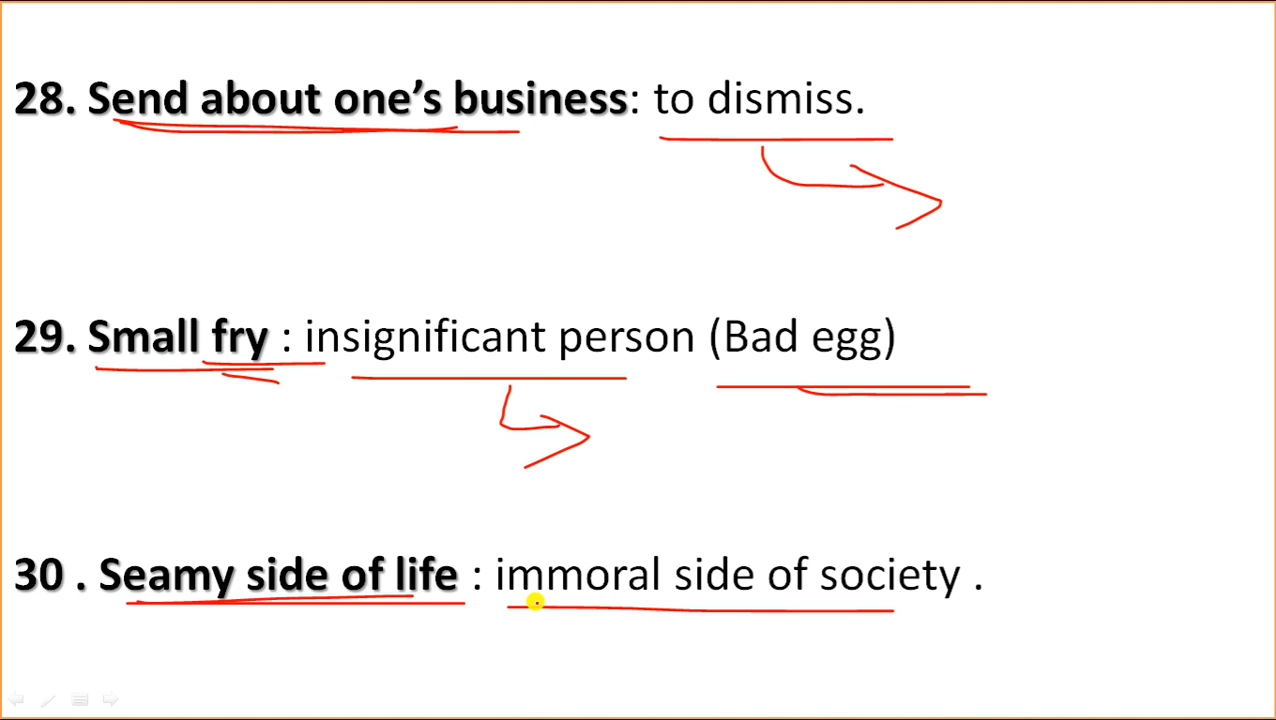 28. Send about one’s business: to dismiss.
29. Small fry : insignificant person (Bad egg)
30 . Seamy side of life : immoral side of society .